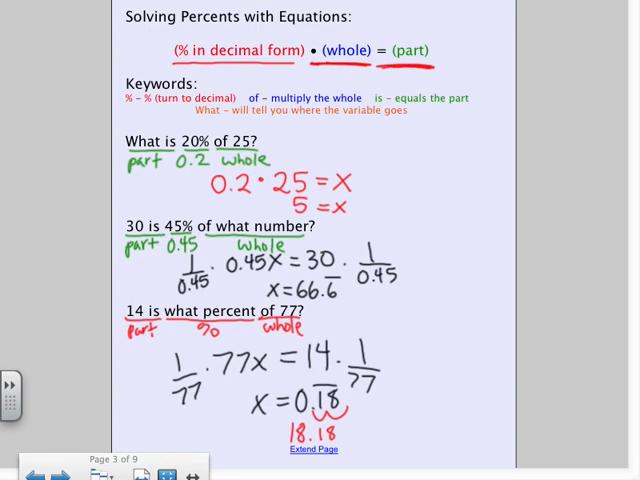 Solving Percents with Equations:
(% in decimal form) • (whole) = (part)
Keywords:
% - % (turn to decimal) of - multiply the whole is - equals the part
What - will tell you where the variable goes
What is 20% of 25?
part 0.2 whole
0.2 · 25 = x
5 = x
30 is 45% of what number?
part 0.45 whole
1/0.45 · 0.45x = 30 · 1/0.45
x = 66.6̅
14 is what percent of 77?
part % whole
1/77 · 77x = 14 · 1/77
x = 0.1̅8̅
18.18
Extend Page
Page 3 of 9